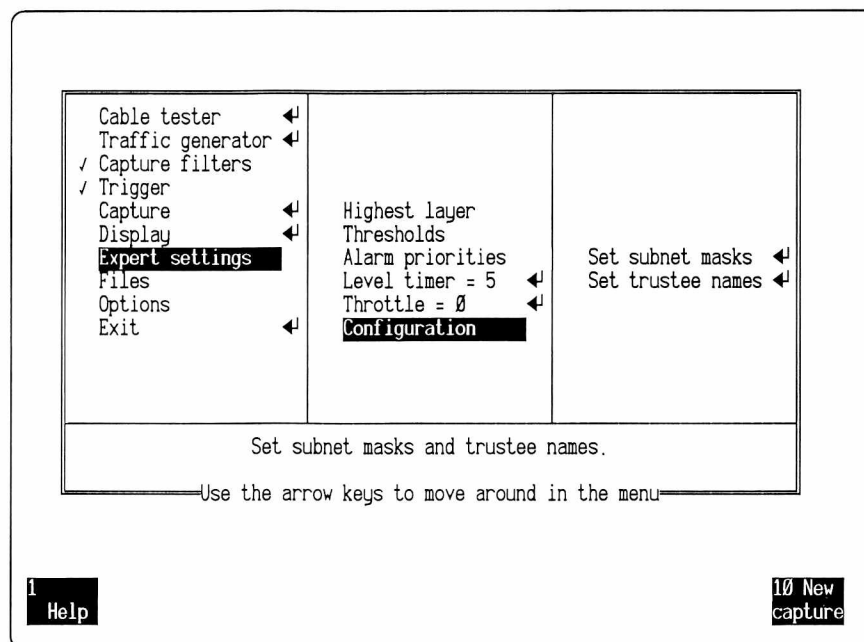 Cable tester ↵
Traffic generator ↵
√ Capture filters
√ Trigger
Capture ↵
Display ↵
Expert settings
Files
Options
Exit ↵
Highest layer
Thresholds
Alarm priorities
Level timer = 5 ↵
Throttle = Ø ↵
Configuration
Set subnet masks ↵
Set trustee names ↵
Set subnet masks and trustee names.
Use the arrow keys to move around in the menu
1
Help
1Ø New
capture